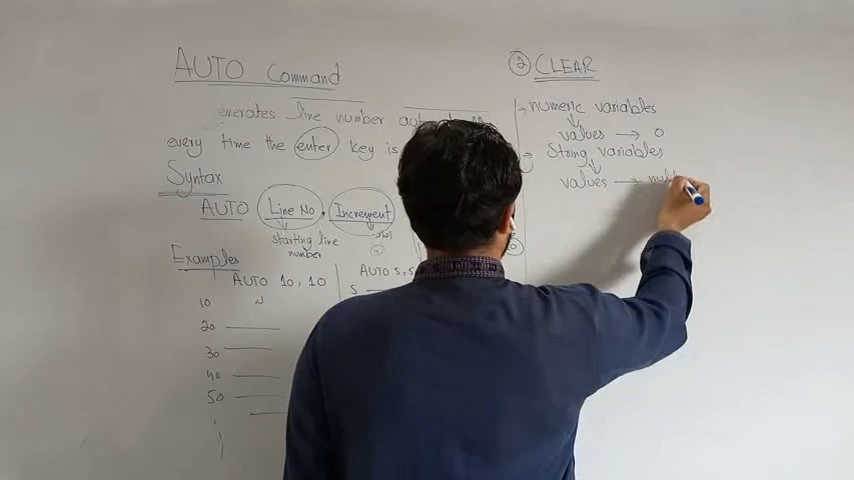 AUTO Command
enerates line number
every time the enter key is
Syntax
AUTO Line No, Increment
starting line
number
Examples
AUTO 10, 10
10
20
30
40
50
AUTO 5, 5
5
2 CLEAR
numeric variables
values → 0
String variables
values → null